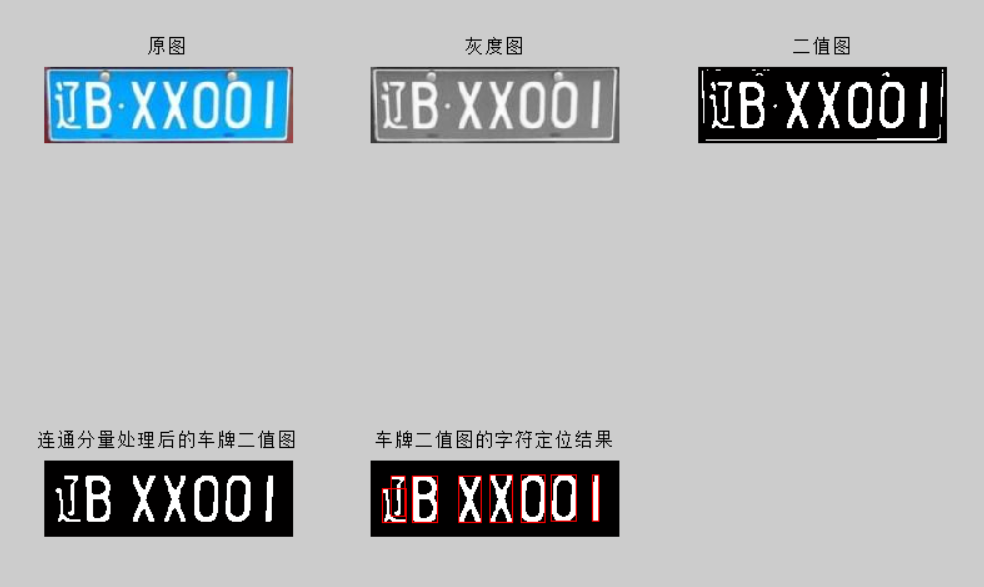 原图
灰度图
二值图
辽B·XX001
辽B·XX001
辽B·XX001
连通分量处理后的车牌二值图
车牌二值图的字符定位结果
辽B XX001
辽B XX001